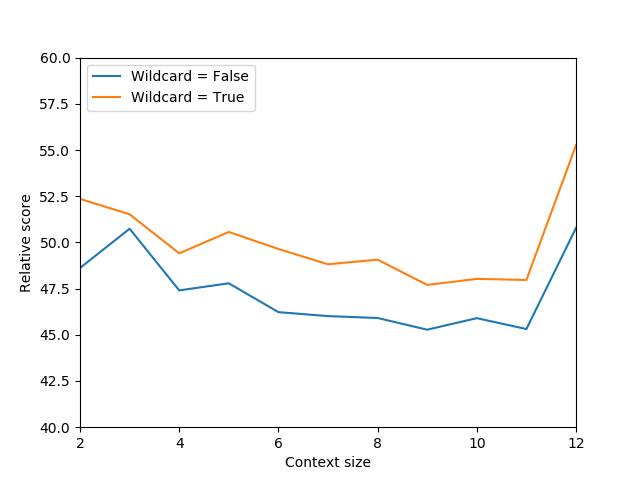 60.0
57.5
55.0
52.5
50.0
47.5
45.0
42.5
40.0
Relative score
Wildcard = False
Wildcard = True
2 4 6 8 10 12
Context size